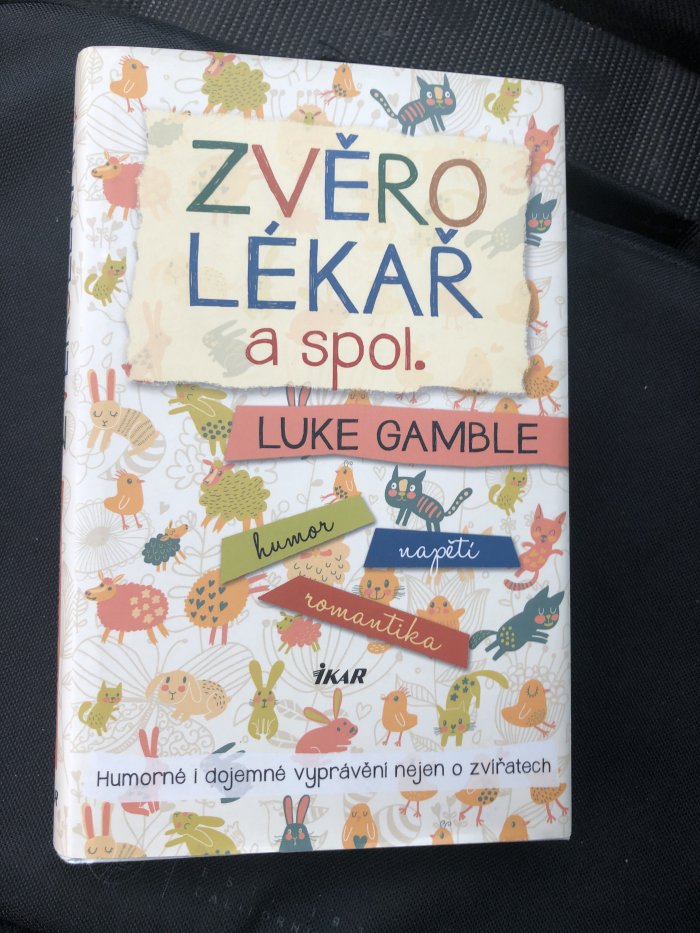 ZVĚRO
LÉKAŘ
a spol.
LUKE GAMBLE
humor
napětí
romantika
IKAR
Humorné i dojemné vyprávění nejen o zvířatech